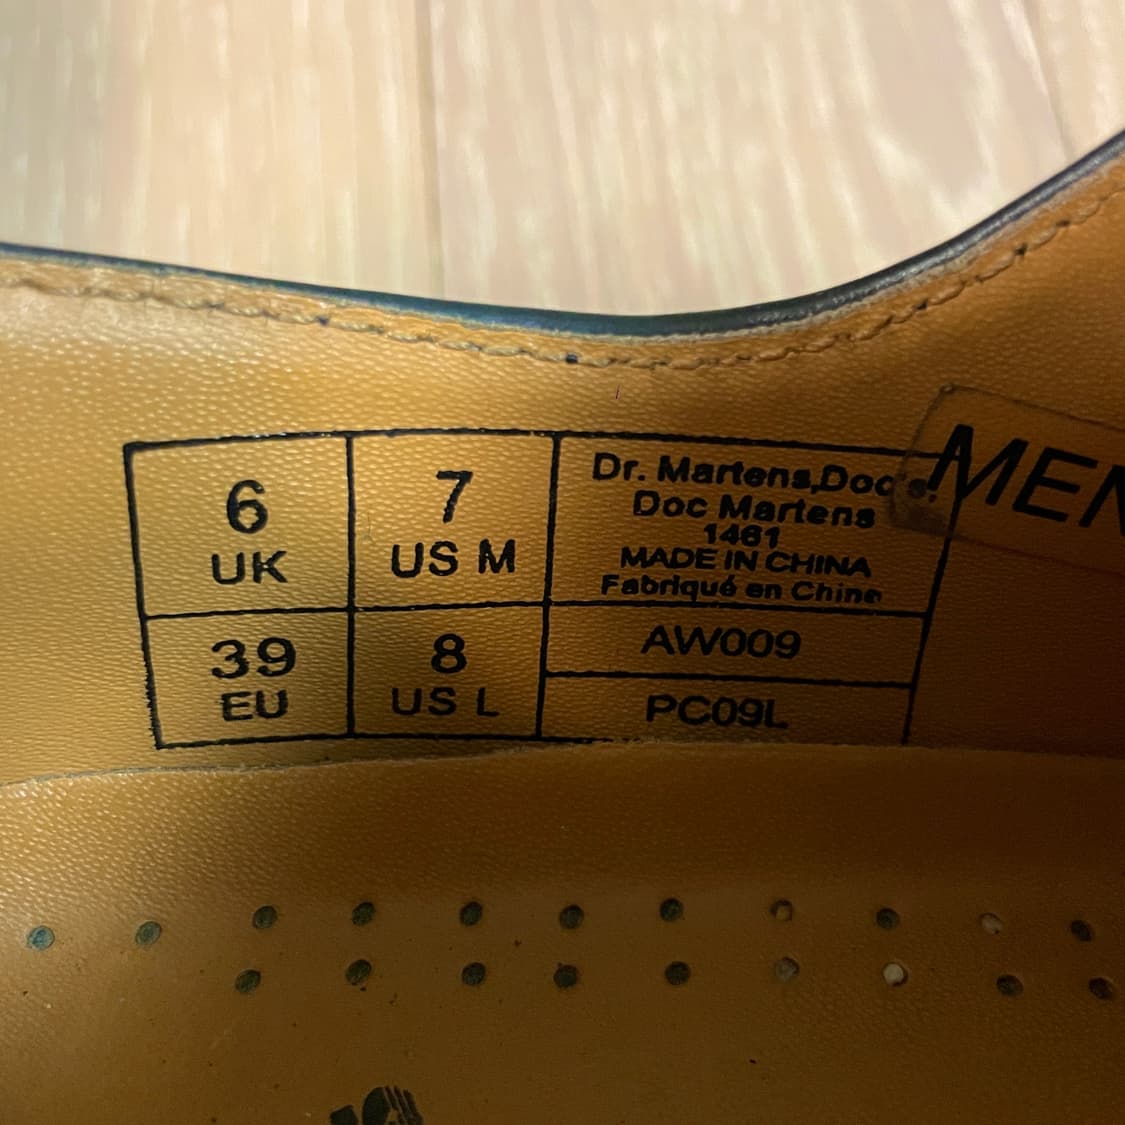 6
UK
7
US M
39
EU
8
US L
Dr. Martens,Doc's,
Doc Martens
1461
MADE IN CHINA
Fabriqué en Chine
AW009
PC09L
MEN